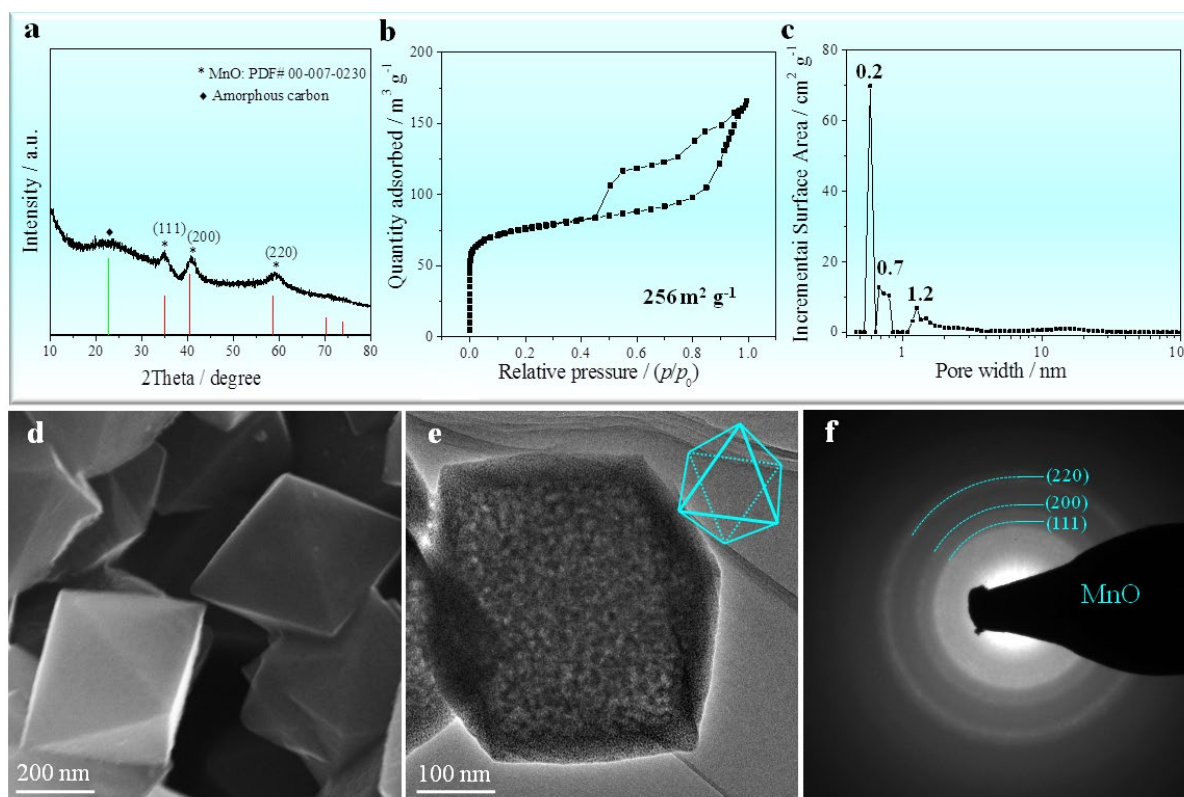 a
* MnO: PDF# 00-007-0230
♦ Amorphous carbon
(111)
(200)
(220)
Intensity / a.u.
10 20 30 40 50 60 70 80
2Theta / degree
b
200
150
100
50
0
Quantity adsorbed / m³ g⁻¹
256 m² g⁻¹
0.0 0.2 0.4 0.6 0.8 1.0
Relative pressure / (p/p₀)
c
80
60
40
20
0
Incremental Surface Area / cm² g⁻¹
0.2
0.7
1.2
1 10 100
Pore width / nm
d
200 nm
e
100 nm
f
(220)
(200)
(111)
MnO